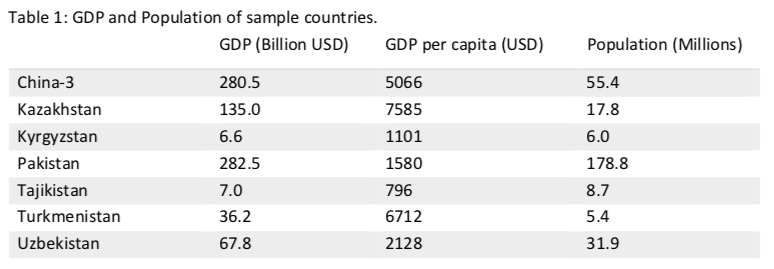 Table 1: GDP and Population of sample countries.
GDP (Billion USD) GDP per capita (USD) Population (Millions)
China-3 280.5 5066 55.4
Kazakhstan 135.0 7585 17.8
Kyrgyzstan 6.6 1101 6.0
Pakistan 282.5 1580 178.8
Tajikistan 7.0 796 8.7
Turkmenistan 36.2 6712 5.4
Uzbekistan 67.8 2128 31.9